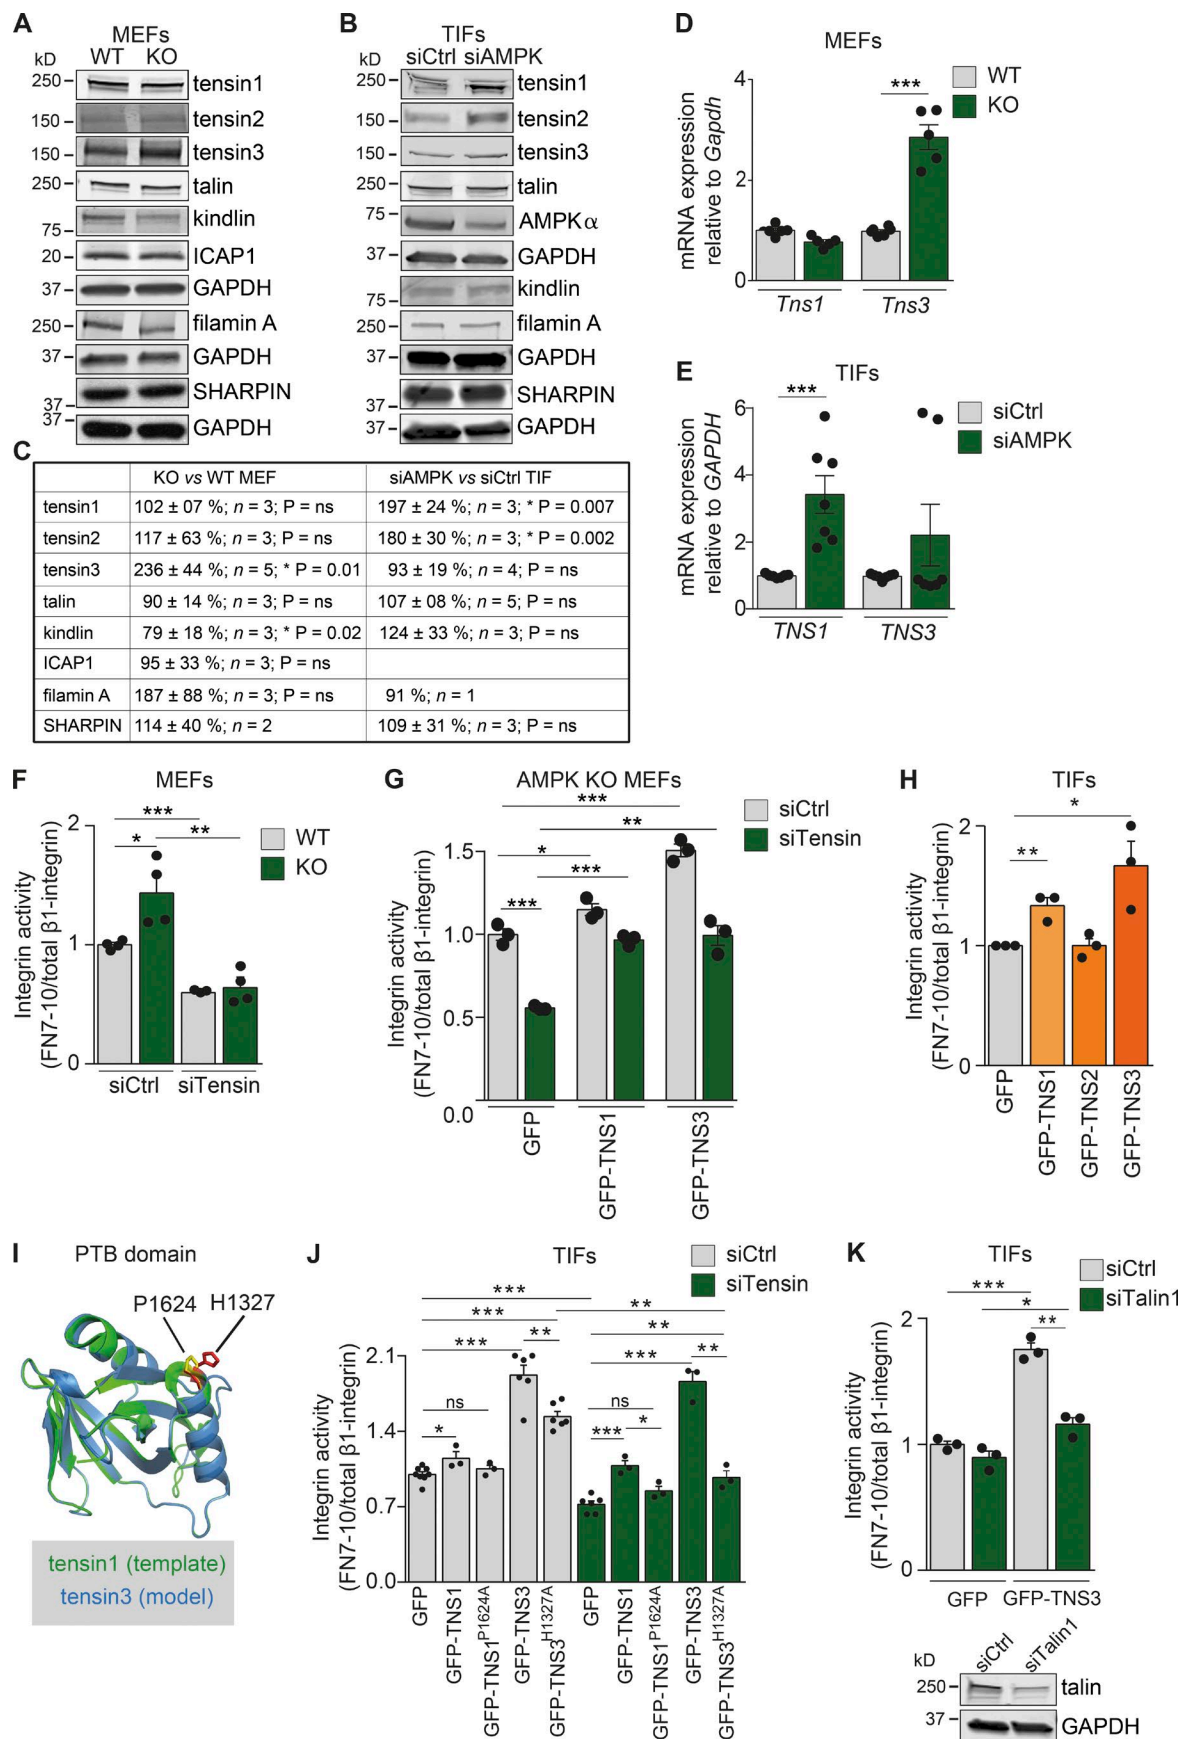 A
MEFs
kD WT KO
250 tensin1
150 tensin2
150 tensin3
250 talin
75 kindlin
20 ICAP1
37 GAPDH
250 filamin A
37 GAPDH
37 SHARPIN
37 GAPDH
B
TIFs
kD siCtrl siAMPK
250 tensin1
150 tensin2
150 tensin3
250 talin
75 AMPKα
37 GAPDH
75 kindlin
250 filamin A
37 GAPDH
37 SHARPIN
37 GAPDH
C
KO vs WT MEF siAMPK vs siCtrl TIF
tensin1 102 ± 07 %; n = 3; P = ns 197 ± 24 %; n = 3; * P = 0.007
tensin2 117 ± 63 %; n = 3; P = ns 180 ± 30 %; n = 3; * P = 0.002
tensin3 236 ± 44 %; n = 5; * P = 0.01 93 ± 19 %; n = 4; P = ns
talin 90 ± 14 %; n = 3; P = ns 107 ± 08 %; n = 5; P = ns
kindlin 79 ± 18 %; n = 3; * P = 0.02 124 ± 33 %; n = 3; P = ns
ICAP1 95 ± 33 %; n = 3; P = ns
filamin A 187 ± 88 %; n = 3; P = ns 91 %; n = 1
SHARPIN 114 ± 40 %; n = 2 109 ± 31 %; n = 3; P = ns
D
MEFs
WT
KO
***
mRNA expression
relative to Gapdh
4
2
0
Tns1 Tns3
E
TIFs
siCtrl
siAMPK
***
mRNA expression
relative to GAPDH
6
4
2
0
TNS1 TNS3
F
MEFs
WT
KO
***
* **
Integrin activity
(FN7-10/total β1-integrin)
2
1
0
siCtrl siTensin
G
AMPK KO MEFs
siCtrl
siTensin
***
**
*
***
***
Integrin activity
(FN7-10/total β1-integrin)
1.5
1.0
0.5
0.0
GFP
GFP-TNS1
GFP-TNS3
H
TIFs
*
**
Integrin activity
(FN7-10/total β1-integrin)
2
1
0
GFP
GFP-TNS1
GFP-TNS2
GFP-TNS3
I
PTB domain
P1624 H1327
tensin1 (template)
tensin3 (model)
J
TIFs
siCtrl
siTensin
***
*** **
**
*** ** *** **
ns ns
* *** *
Integrin activity
(FN7-10/total β1-integrin)
2.1
1.4
0.7
0.0
GFP
GFP-TNS1
GFP-TNS1P1624A
GFP-TNS3
GFP-TNS3H1327A
GFP
GFP-TNS1
GFP-TNS1P1624A
GFP-TNS3
GFP-TNS3H1327A
K
TIFs
siCtrl
siTalin1
***
*
**
Integrin activity
(FN7-10/total β1-integrin)
2
1
0
GFP GFP-TNS3
kD siCtrl siTalin1
250 talin
37 GAPDH